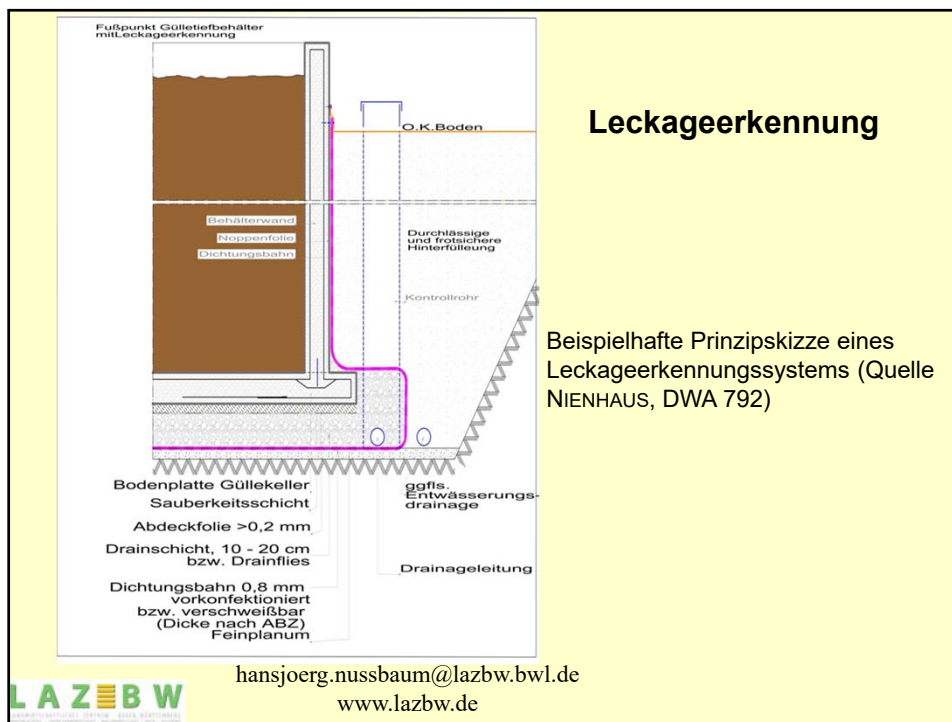 Fußpunkt Gülletiefbehälter
mitLeckageerkennung
Leckageerkennung
O.K.Boden
Behälterwand
Noppenfolie
Dichtungsbahn
Durchlässige
und frotsichere
Hinterfülleung
Kontrollrohr
Beispielhafte Prinzipskizze eines
Leckageerkennungssystems (Quelle
NIENHAUS, DWA 792)
Bodenplatte Güllekeller
Sauberkeitsschicht
Abdeckfolie >0,2 mm
Drainschicht, 10 - 20 cm
bzw. Drainflies
Dichtungsbahn 0,8 mm
vorkonfektioniert
bzw. verschweißbar
(Dicke nach ABZ)
Feinplanum
ggfls.
Entwässerungs-
drainage
Drainageleitung
hansjoerg.nussbaum@lazbw.bwl.de
www.lazbw.de
LAZBW